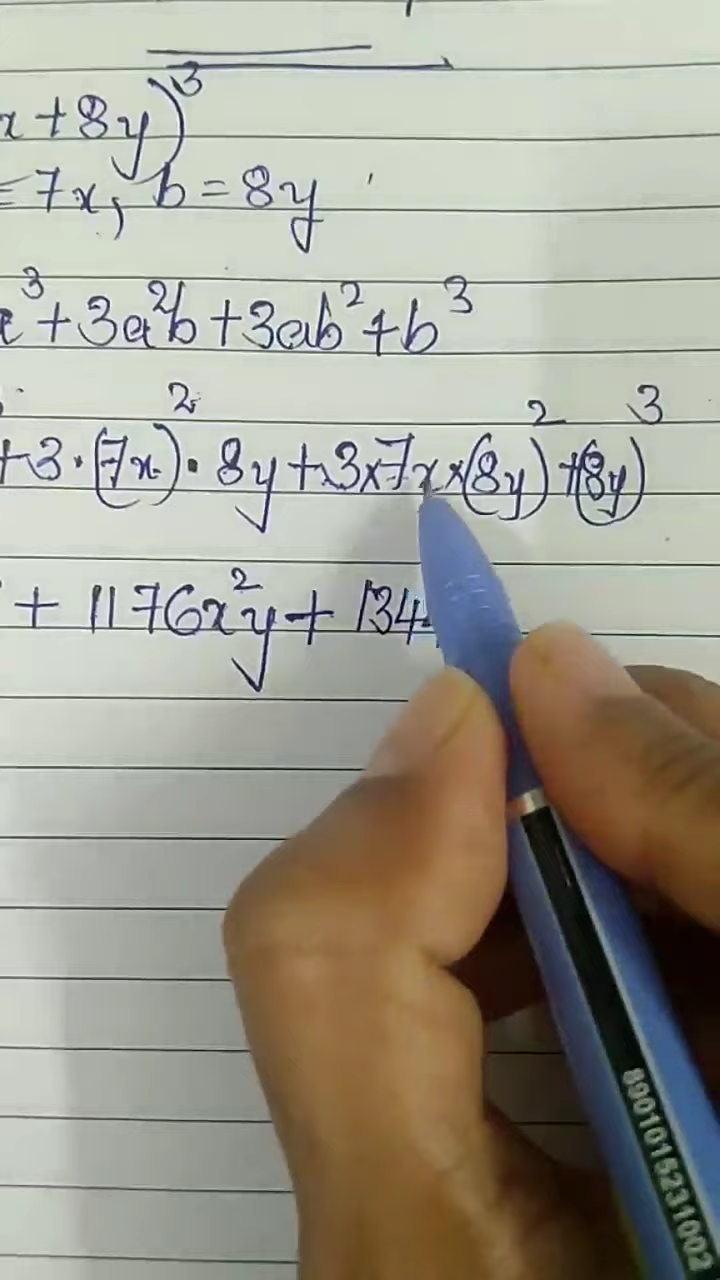 x + 8y)³
= 7x, b = 8y
a³ + 3a²b + 3ab² + b³
+ 3 · (7x)² · 8y + 3 × 7x × (8y)² + (8y)³
+ 1176x²y + 134
8901015231002